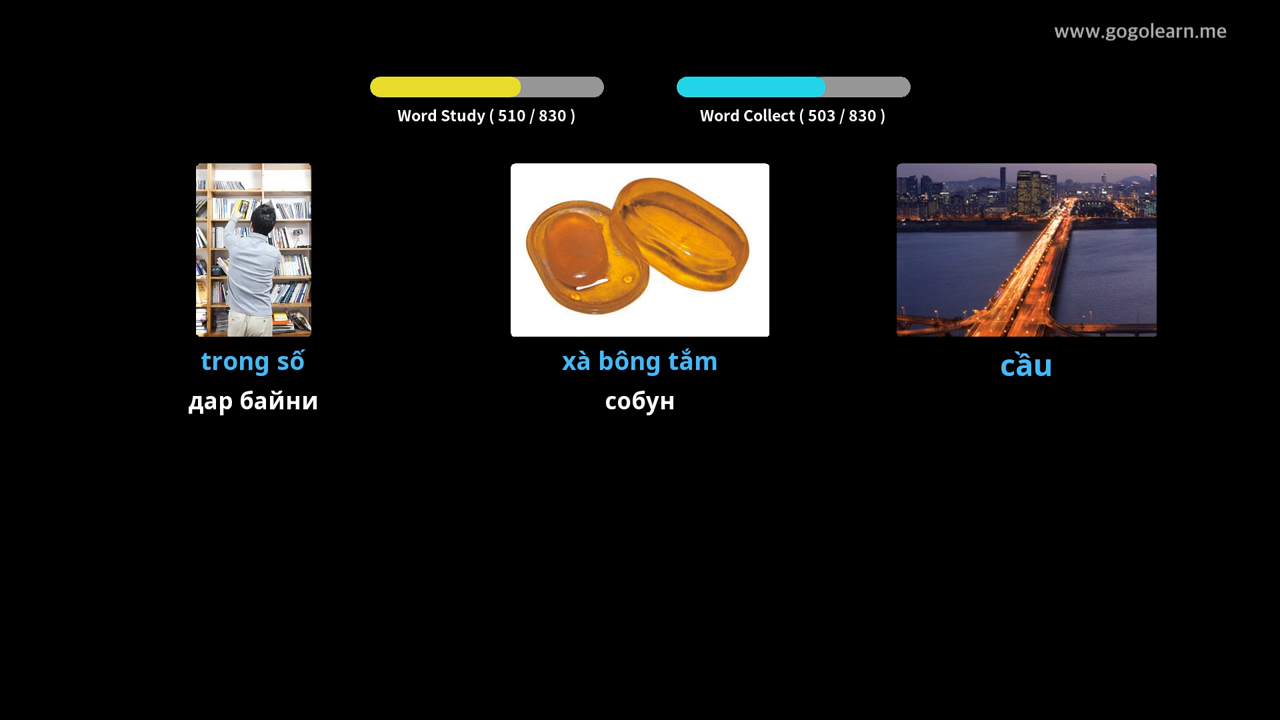 www.gogolearn.me
Word Study ( 510 / 830 )
Word Collect ( 503 / 830 )
trong số
дар байни
xà bông tắm
собун
cầu